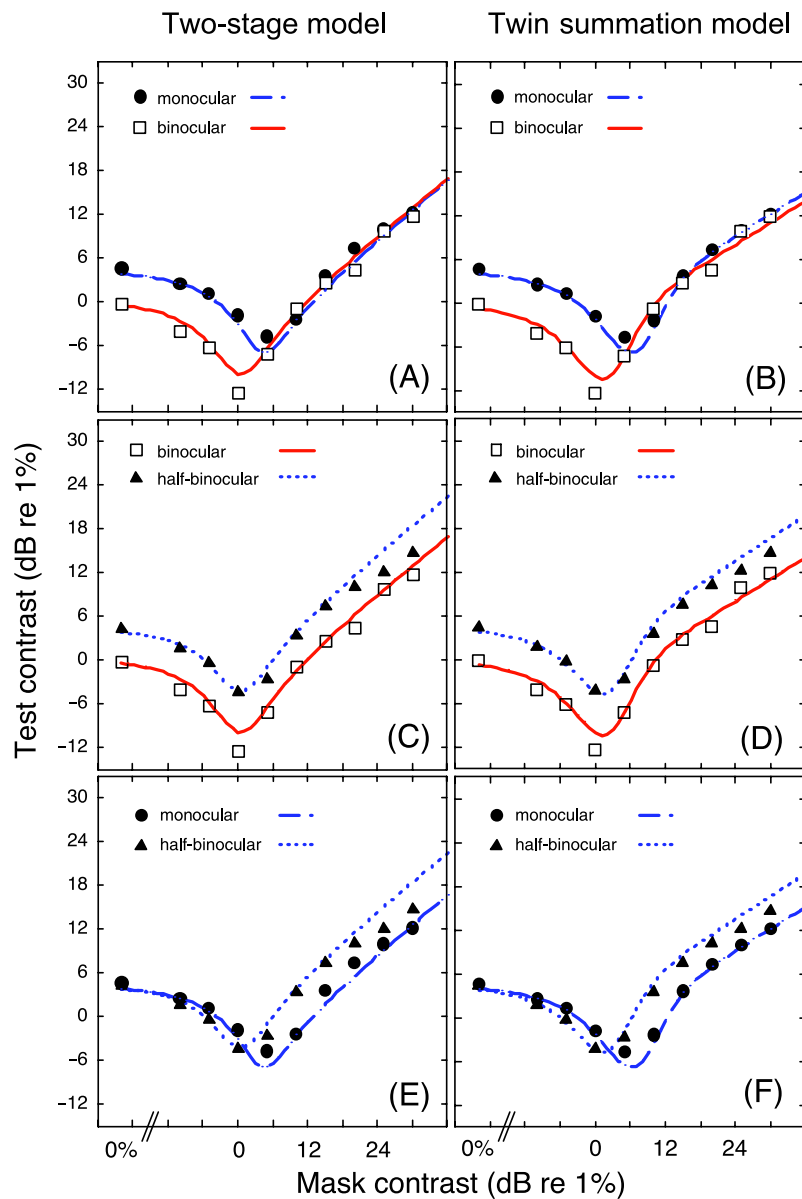 Two-stage model
Twin summation model
33
28
18
12
6
0
−6
−12
monocular
binocular
(A)
monocular
binocular
(B)
30
24
18
12
6
0
−6
−12
binocular
half-binocular
(C)
binocular
half-binocular
(D)
30
24
18
12
6
0
−6
−12
monocular
half-binocular
(E)
monocular
half-binocular
(F)
0% // 0 12 24
// 0 12 24
Test contrast (dB re 1%)
Mask contrast (dB re 1%)